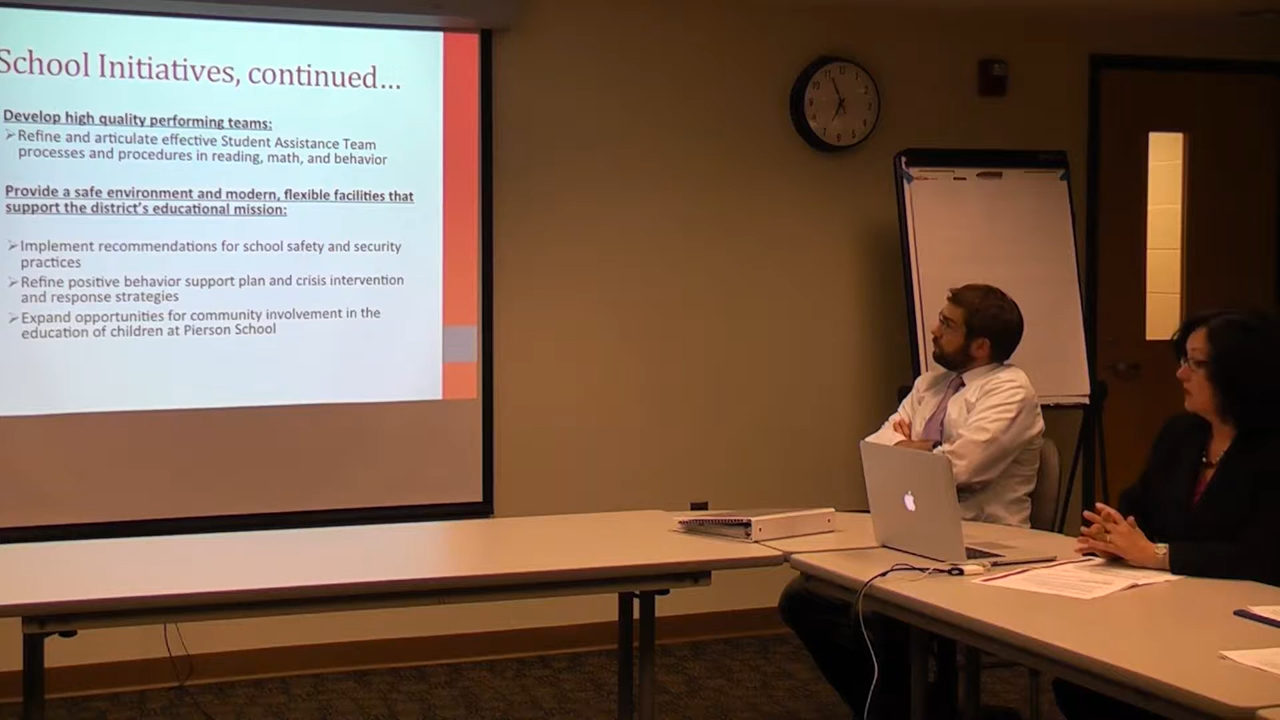 School Initiatives, continued...
Develop high quality performing teams:
➢Refine and articulate effective Student Assistance Team
processes and procedures in reading, math, and behavior
Provide a safe environment and modern, flexible facilities that
support the district's educational mission:
➢Implement recommendations for school safety and security
practices
➢Refine positive behavior support plan and crisis intervention
and response strategies
➢Expand opportunities for community involvement in the
education of children at Pierson School